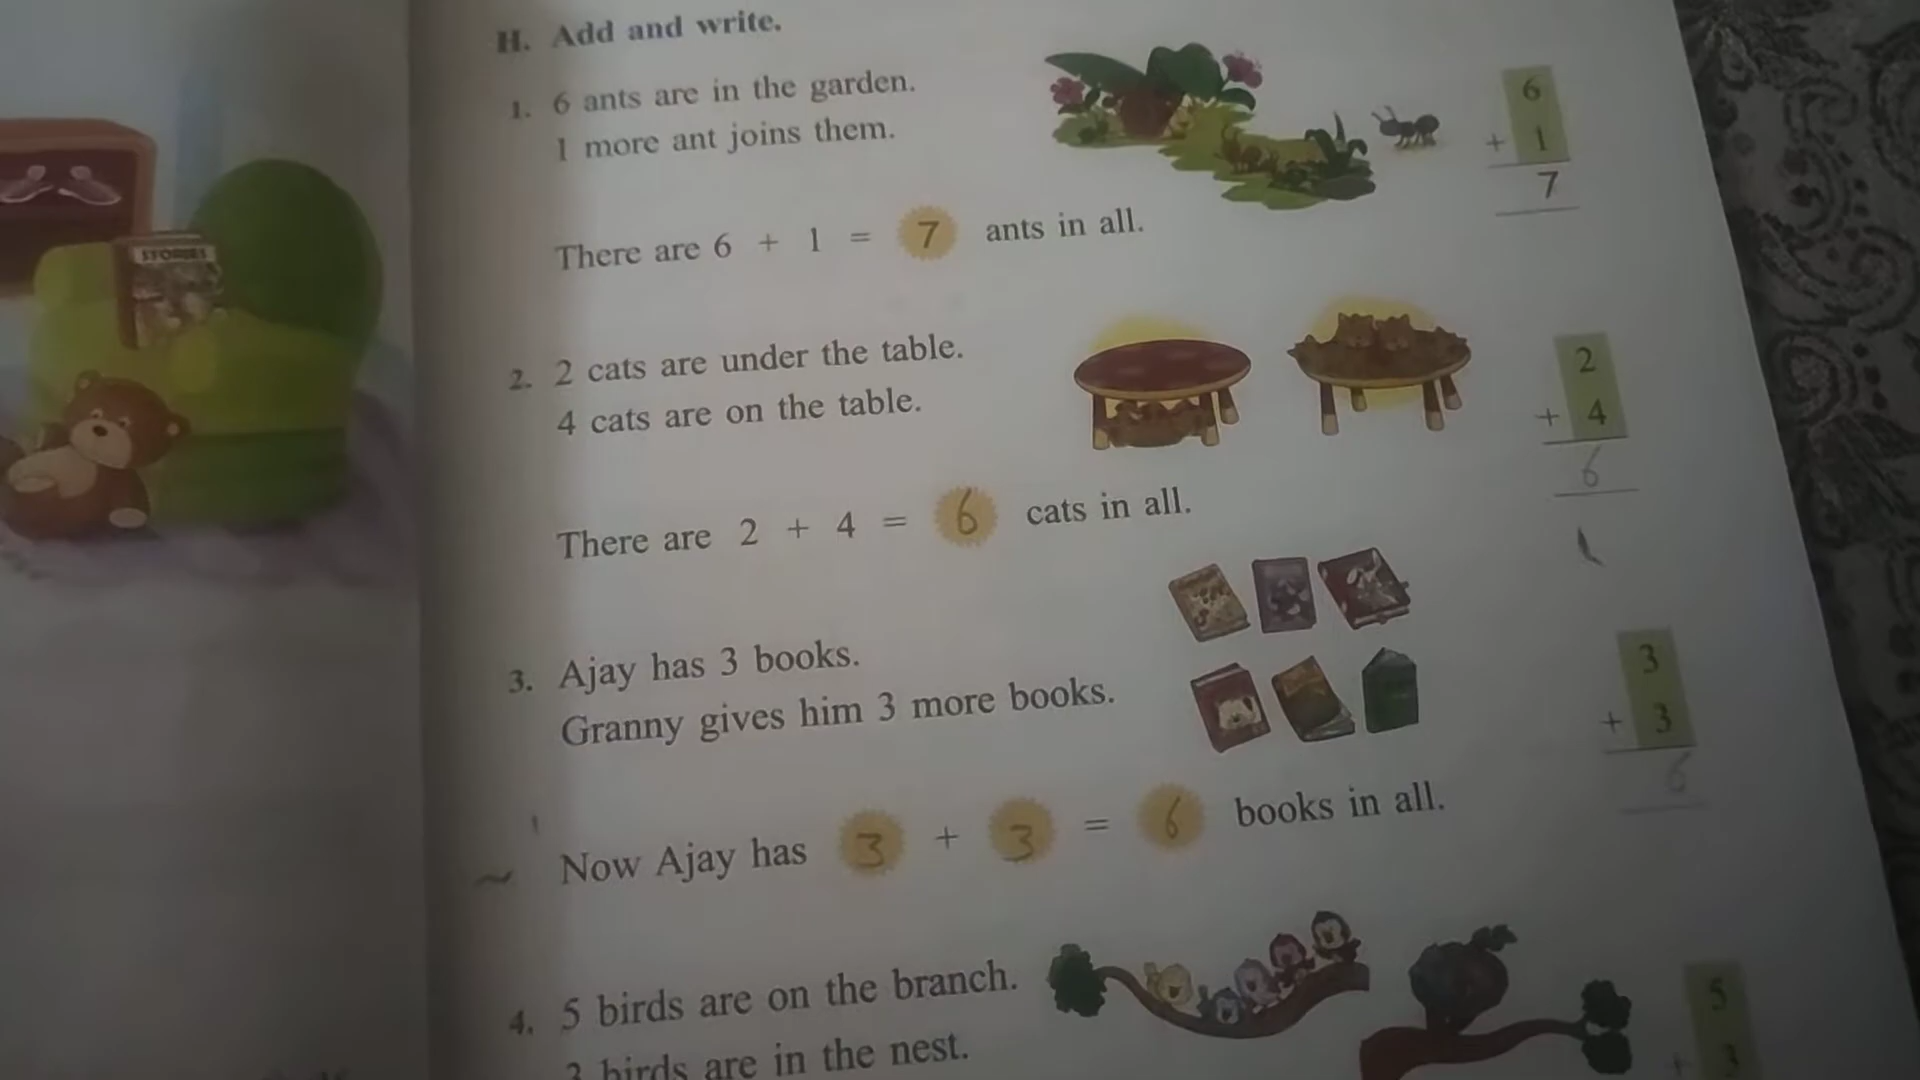 STORIES
H. Add and write.
1. 6 ants are in the garden.
1 more ant joins them.
6
+ 1
7
There are 6 + 1 = 7 ants in all.
2. 2 cats are under the table.
4 cats are on the table.
2
+ 4
6
There are 2 + 4 = 6 cats in all.
3. Ajay has 3 books.
Granny gives him 3 more books.
3
+ 3
6
Now Ajay has 3 + 3 = 6 books in all.
4. 5 birds are on the branch.
3 birds are in the nest.
5
+ 3